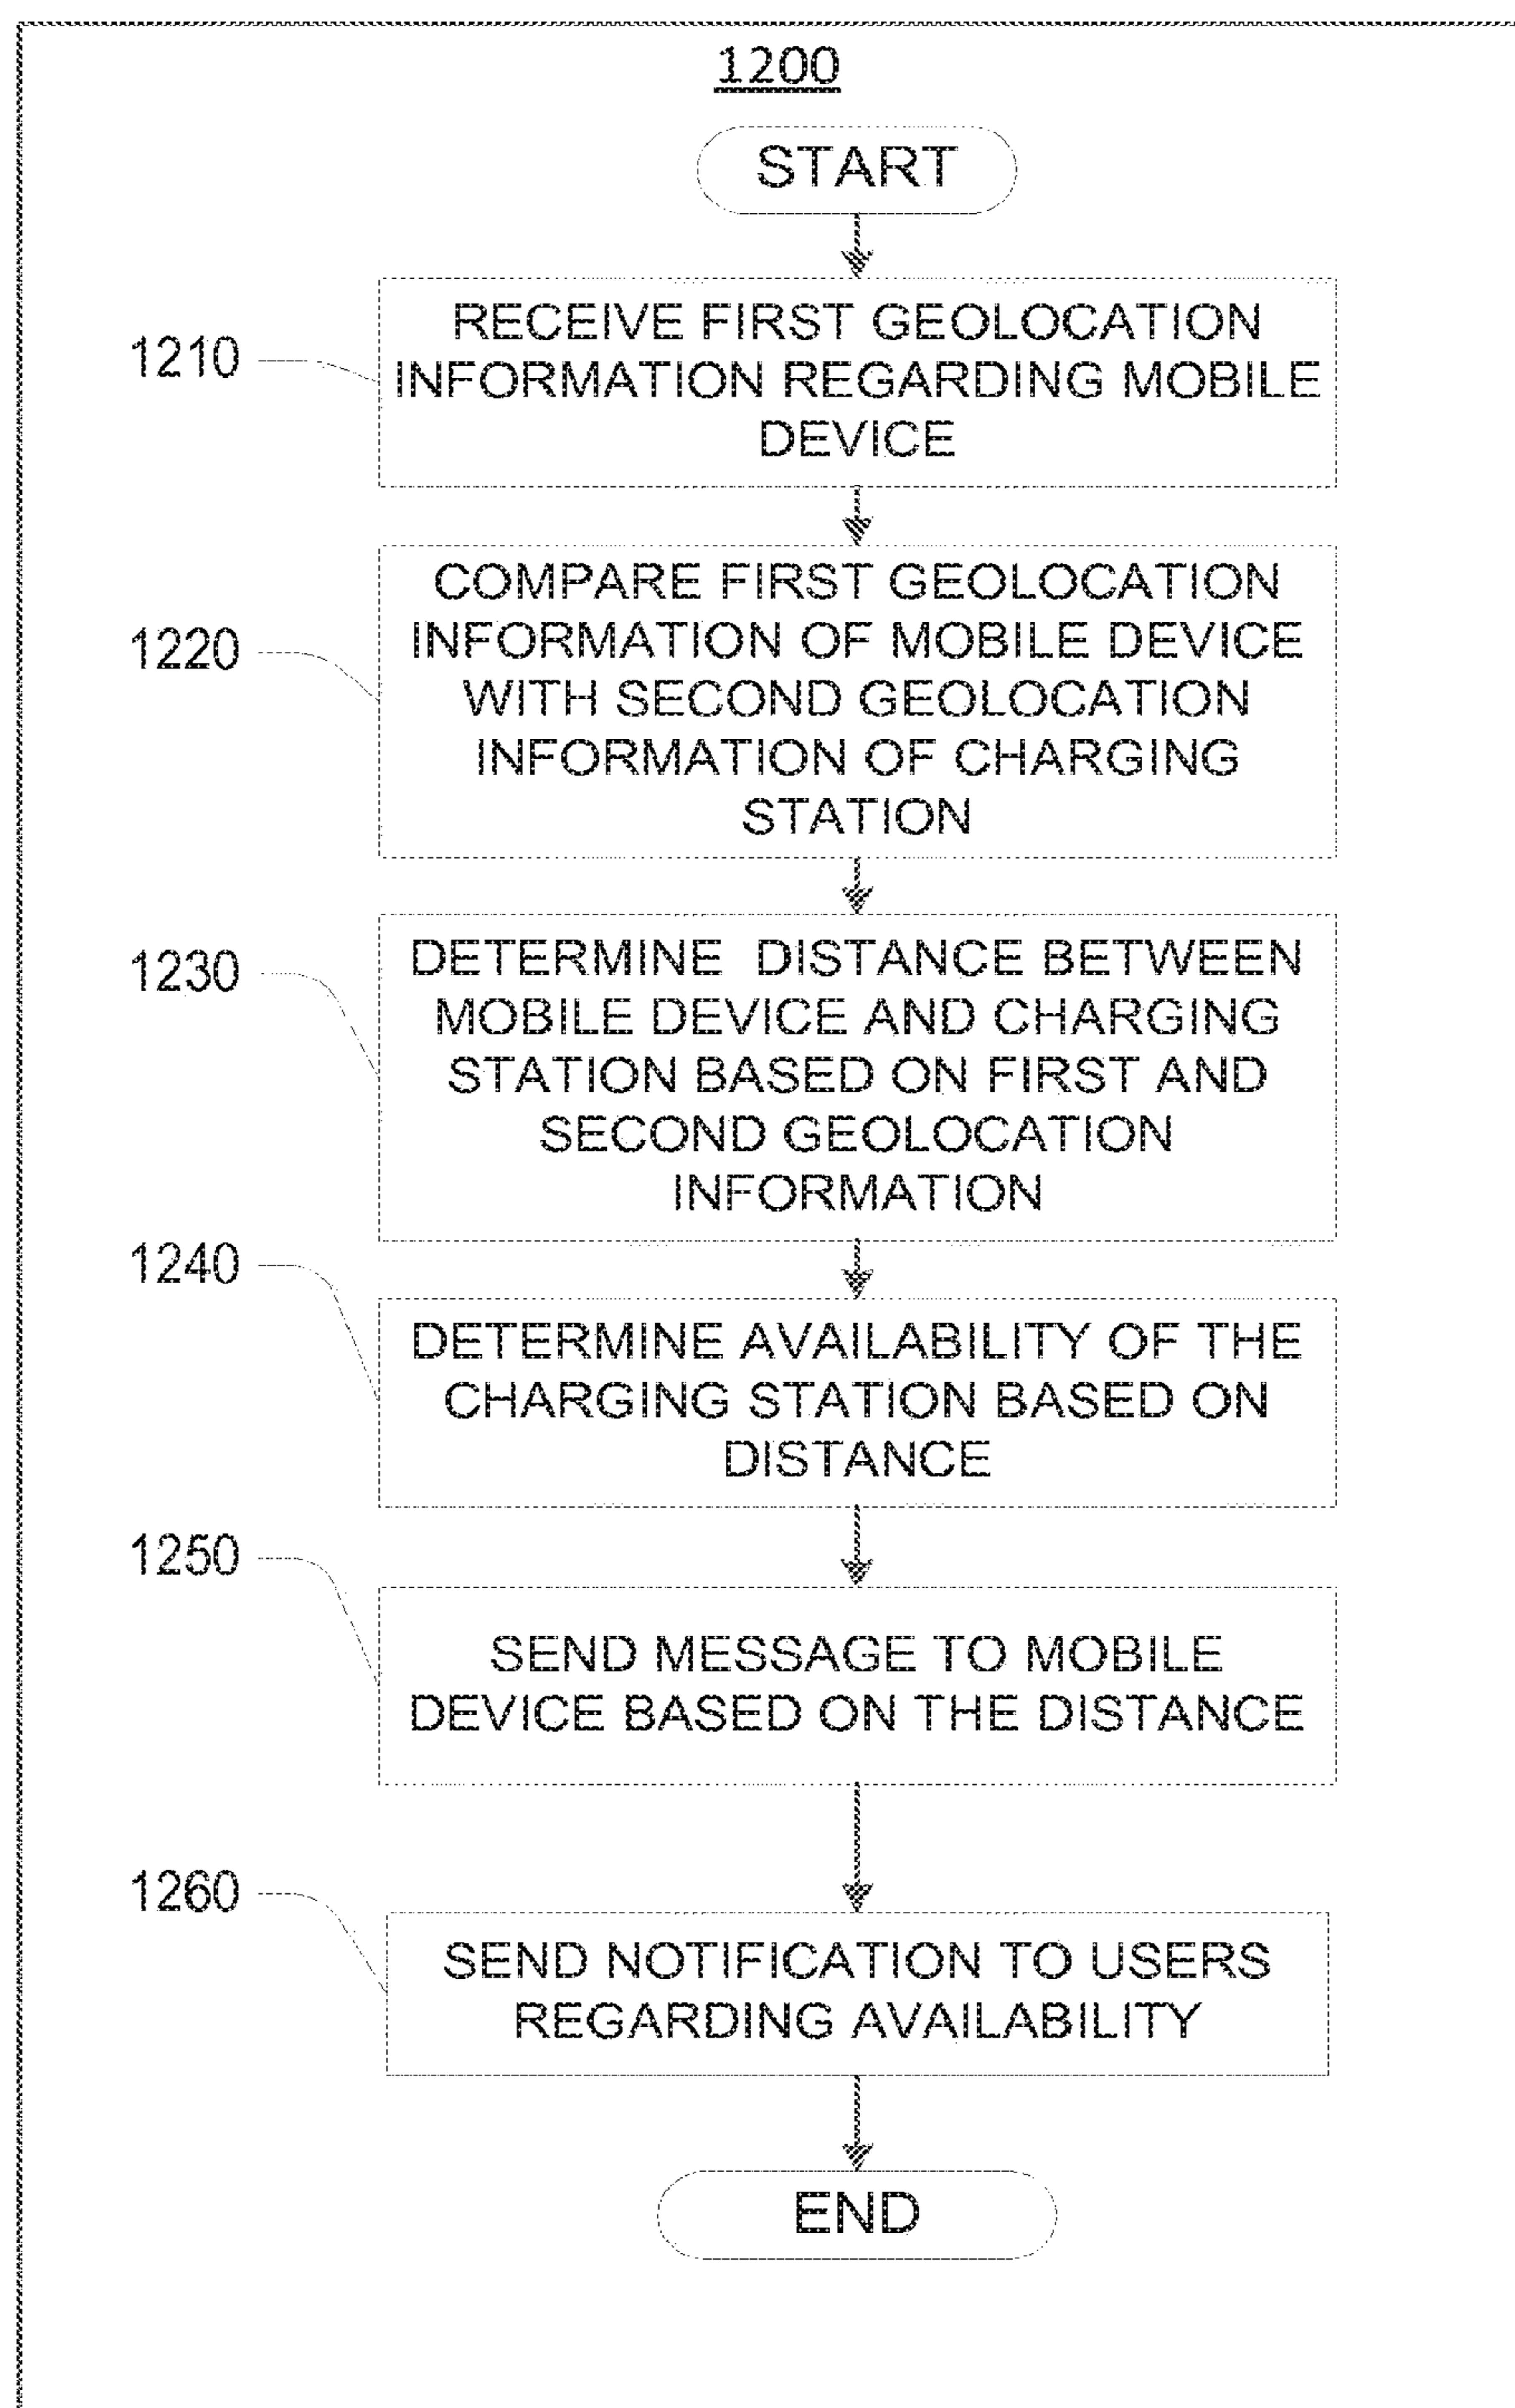 1200
START
1210
RECEIVE FIRST GEOLOCATION
INFORMATION REGARDING MOBILE
DEVICE
1220
COMPARE FIRST GEOLOCATION
INFORMATION OF MOBILE DEVICE
WITH SECOND GEOLOCATION
INFORMATION OF CHARGING
STATION
1230
DETERMINE DISTANCE BETWEEN
MOBILE DEVICE AND CHARGING
STATION BASED ON FIRST AND
SECOND GEOLOCATION
INFORMATION
1240
DETERMINE AVAILABILITY OF THE
CHARGING STATION BASED ON
DISTANCE
1250
SEND MESSAGE TO MOBILE
DEVICE BASED ON THE DISTANCE
1260
SEND NOTIFICATION TO USERS
REGARDING AVAILABILITY
END